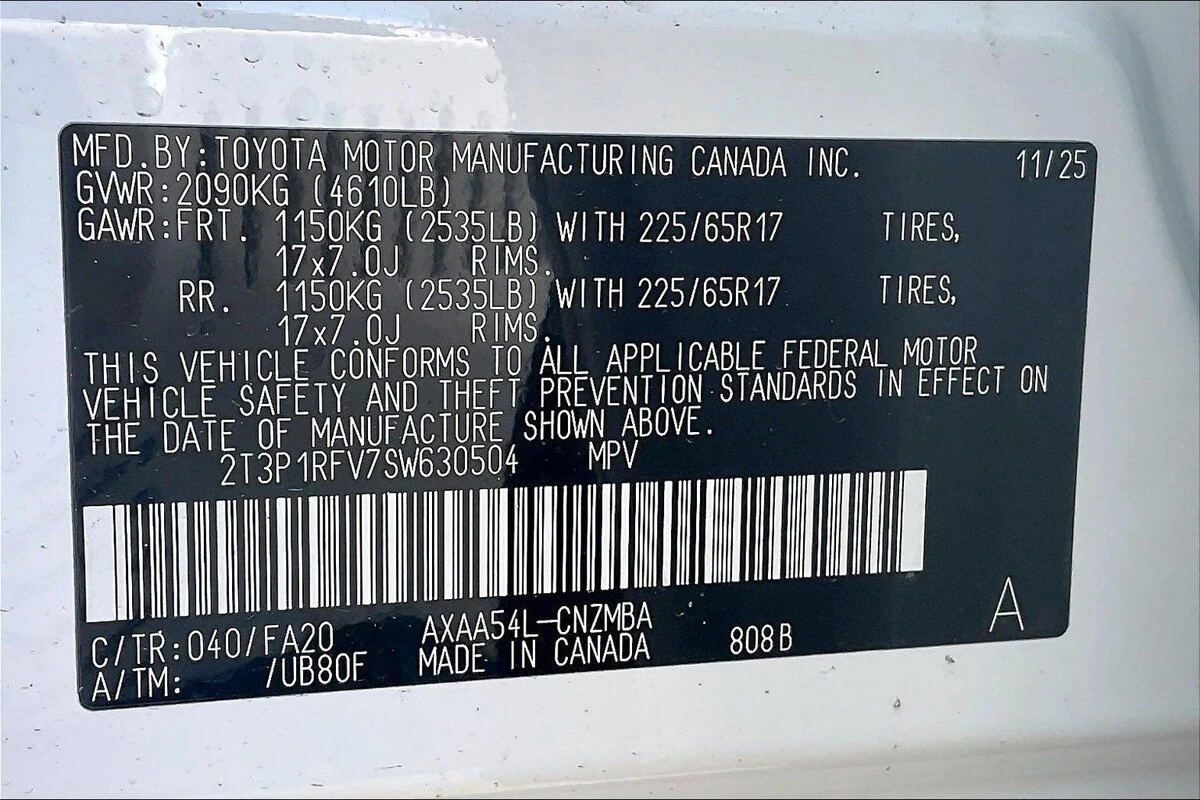 MFD.BY:TOYOTA MOTOR MANUFACTURING CANADA INC. 11/25
GVWR:2090KG (4610LB)
GAWR:FRT. 1150KG (2535LB) WITH 225/65R17 TIRES,
17x7.0J RIMS.
RR. 1150KG (2535LB) WITH 225/65R17 TIRES,
17x7.0J RIMS.
THIS VEHICLE CONFORMS TO ALL APPLICABLE FEDERAL MOTOR
VEHICLE SAFETY AND THEFT PREVENTION STANDARDS IN EFFECT ON
THE DATE OF MANUFACTURE SHOWN ABOVE.
2T3P1RFV7SW630504 MPV
C/TR:040/FA20 AXAA54L-CNZMBA 808B A
A/TM: /UB80F MADE IN CANADA